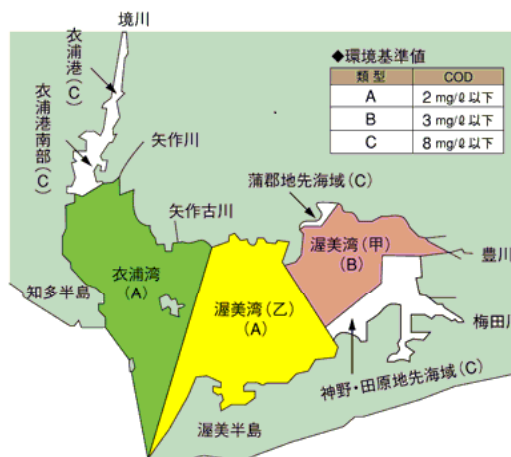 境川
衣浦港(C)
衣浦港南部(C)
◆環境基準値
類型 COD
A 2 mg/ℓ 以下
B 3 mg/ℓ 以下
C 8 mg/ℓ 以下
矢作川
矢作古川
蒲郡地先海域(C)
渥美湾(甲)
(B)
豊川
衣浦湾
(A)
知多半島
渥美湾(乙)
(A)
梅田川
神野・田原地先海域(C)
渥美半島